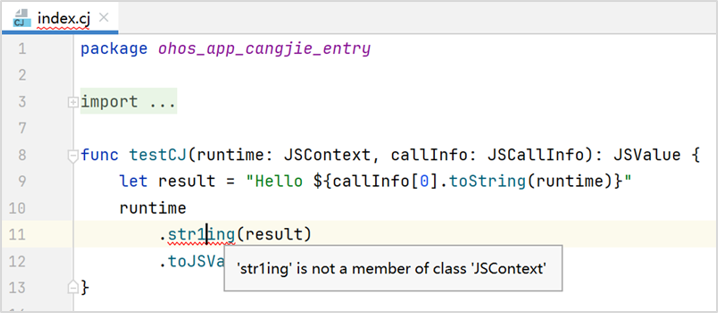 index.cj
1 package ohos_app_cangjie_entry
2
3 import ...
7
8 func testCJ(runtime: JSContext, callInfo: JSCallInfo): JSValue {
9 let result = "Hello ${callInfo[0].toString(runtime)}"
10 runtime
11 .str1ing(result)
'str1ing' is not a member of class 'JSContext'
12 .toJSVa
13 }